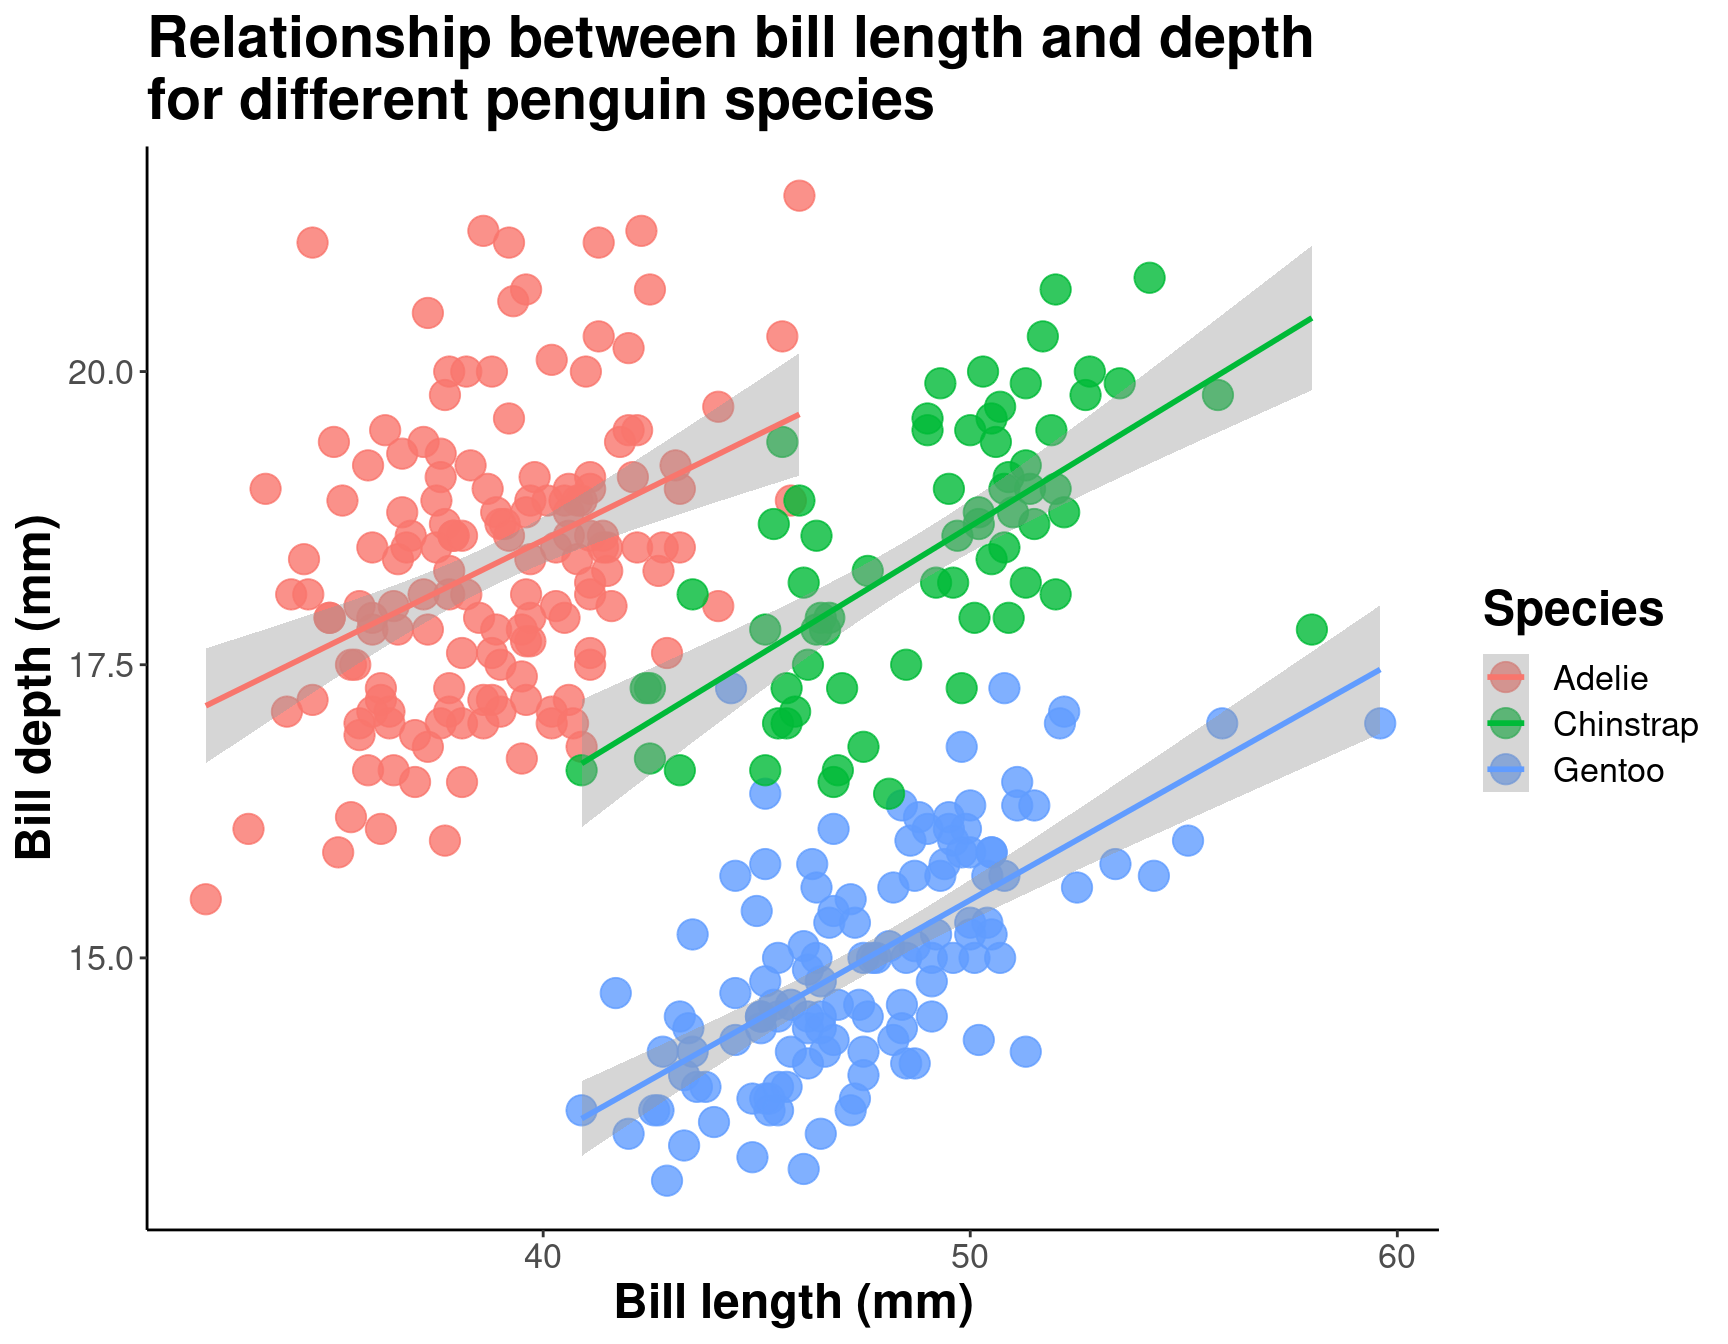 Relationship between bill length and depth
for different penguin species
Bill depth (mm)
20.0
17.5
15.0
40
50
60
Bill length (mm)
Species
Adelie
Chinstrap
Gentoo